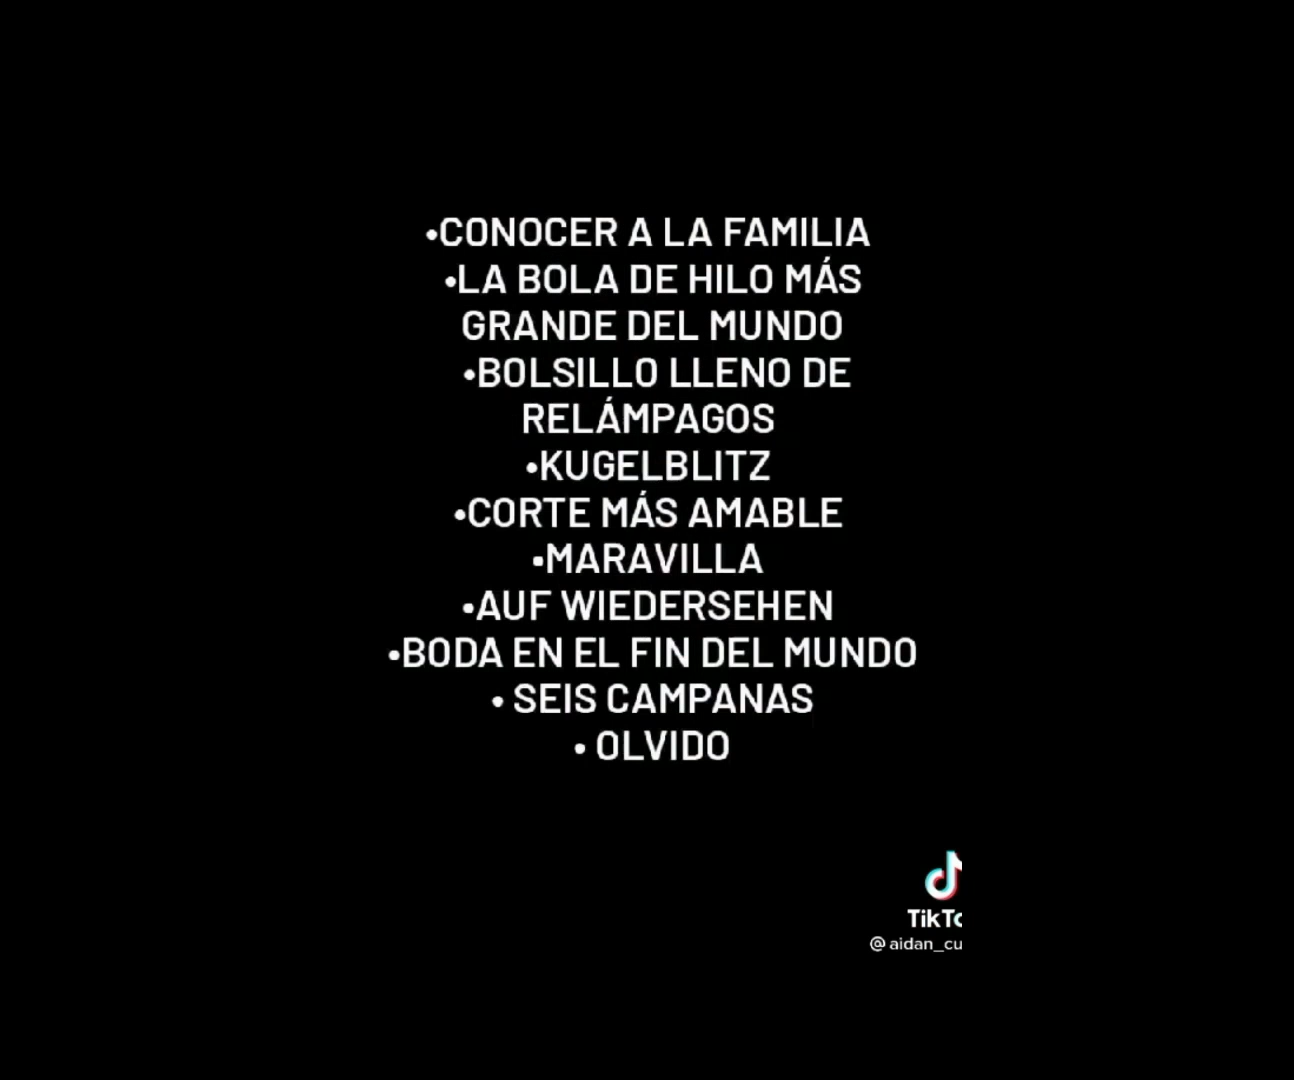 •CONOCER A LA FAMILIA
•LA BOLA DE HILO MÁS
GRANDE DEL MUNDO
•BOLSILLO LLENO DE
RELÁMPAGOS
•KUGELBLITZ
•CORTE MÁS AMABLE
•MARAVILLA
•AUF WIEDERSEHEN
•BODA EN EL FIN DEL MUNDO
• SEIS CAMPANAS
• OLVIDO
TikTo
@aidan_cu